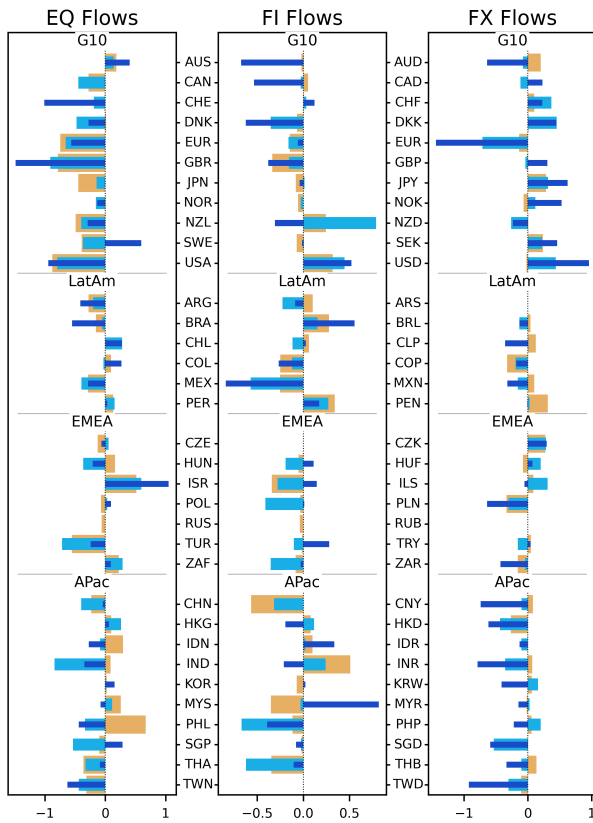 EQ Flows FI Flows FX Flows
G10 G10 G10
AUS AUD
CAN CAD
CHE CHF
DNK DKK
EUR EUR
GBR GBP
JPN JPY
NOR NOK
NZL NZD
SWE SEK
USA USD
LatAm LatAm LatAm
ARG ARS
BRA BRL
CHL CLP
COL COP
MEX MXN
PER PEN
EMEA EMEA EMEA
CZE CZK
HUN HUF
ISR ILS
POL PLN
RUS RUB
TUR TRY
ZAF ZAR
APac APac APac
CHN CNY
HKG HKD
IDN IDR
IND INR
KOR KRW
MYS MYR
PHL PHP
SGP SGD
THA THB
TWN TWD
−1 0 1 −0.5 0.0 0.5 −1 0 1